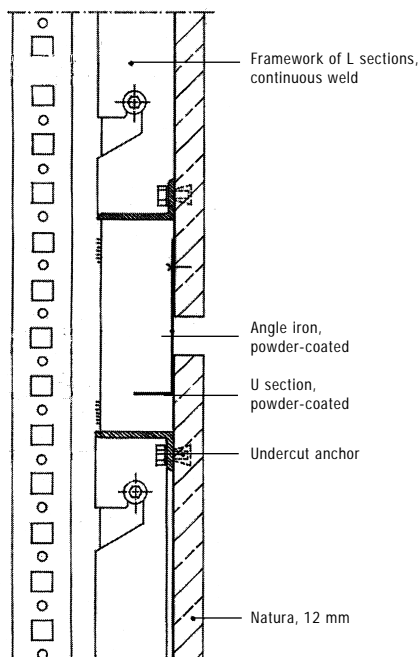 Framework of L sections,
continuous weld
Angle iron,
powder-coated
U section,
powder-coated
Undercut anchor
Natura, 12 mm